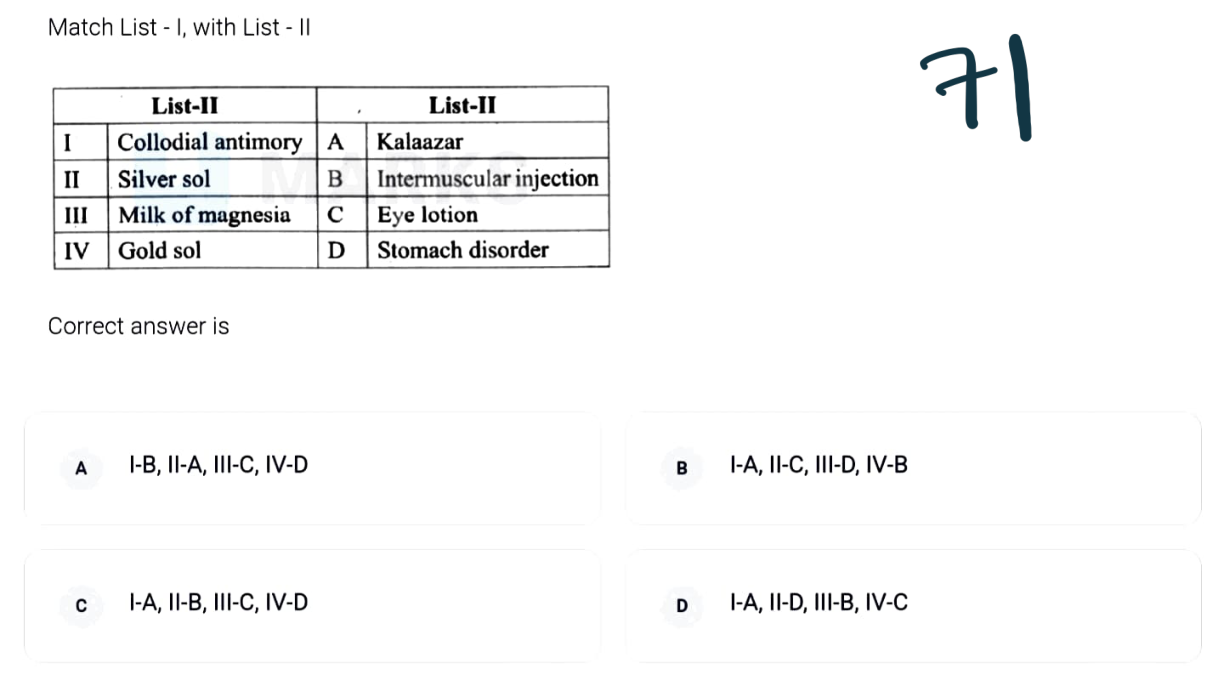 Match List - I, with List - II
71
List-II List-II
I Collodial antimory A Kalaazar
II Silver sol B Intermuscular injection
III Milk of magnesia C Eye lotion
IV Gold sol D Stomach disorder
Correct answer is
A I-B, II-A, III-C, IV-D
B I-A, II-C, III-D, IV-B
C I-A, II-B, III-C, IV-D
D I-A, II-D, III-B, IV-C